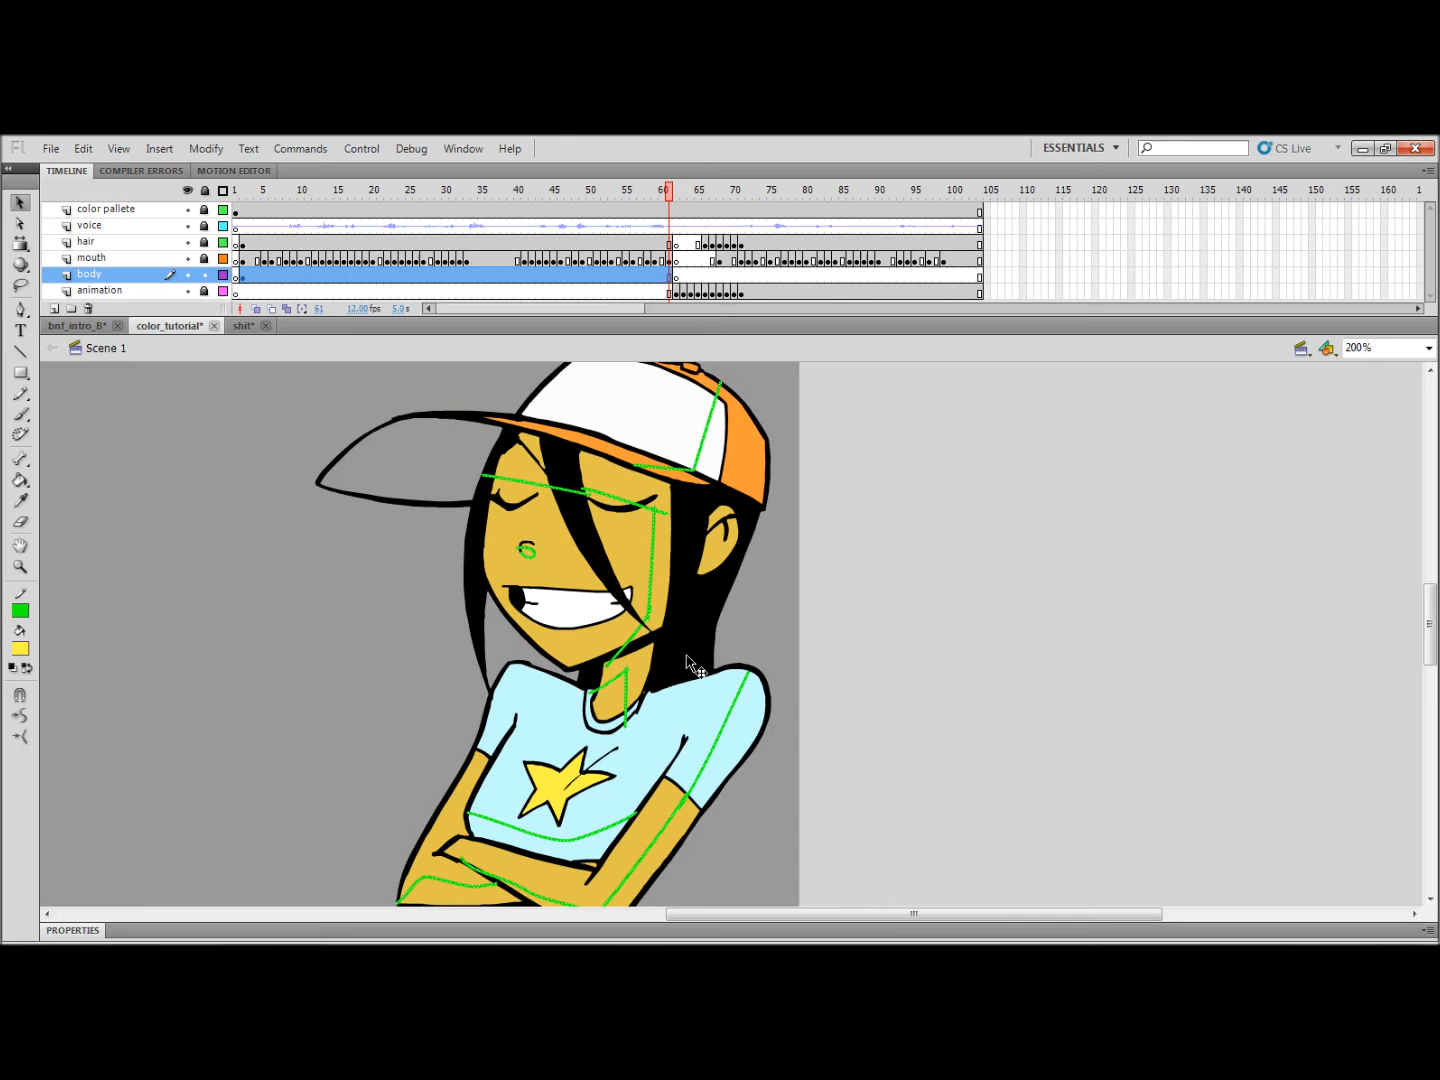 Fl File Edit View Insert Modify Text Commands Control Debug Window Help ESSENTIALS CS Live
TIMELINE COMPILER ERRORS MOTION EDITOR
1 5 10 15 20 25 30 35 40 45 50 55 60 65 70 75 80 85 90 95 100 105 110 115 120 125 130 135 140 145 150 155 160 1
color pallete
voice
hair
mouth
body
animation
61 12.00 fps 5.0 s
bnf_intro_B* color_tutorial* shit*
Scene 1 200%
T
PROPERTIES